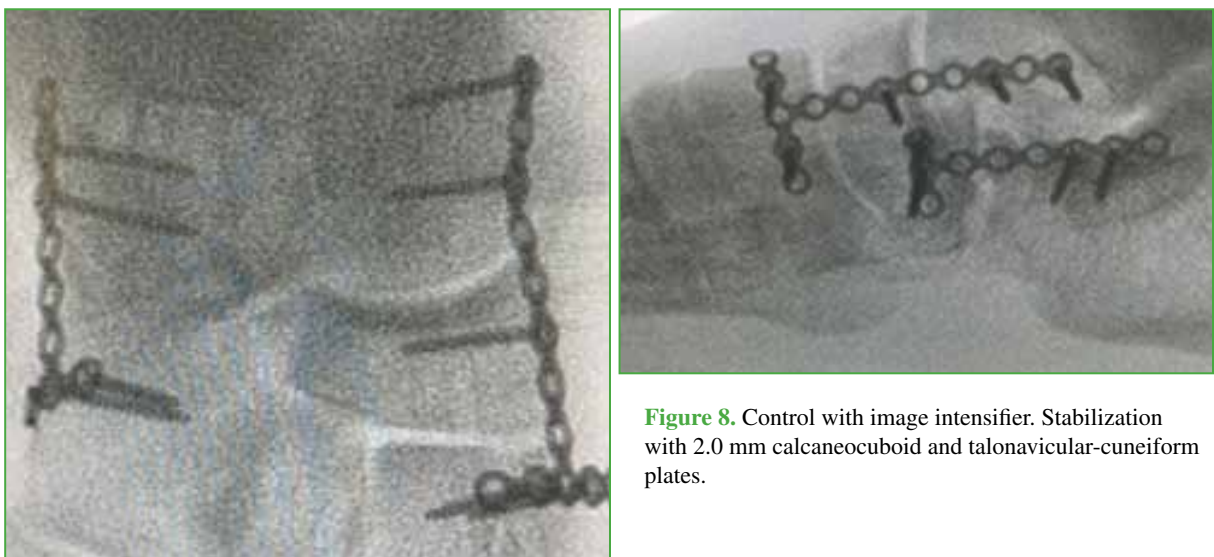 Figure 8. Control with image intensifier. Stabilization
with 2.0 mm calcaneocuboid and talonavicular-cuneiform
plates.